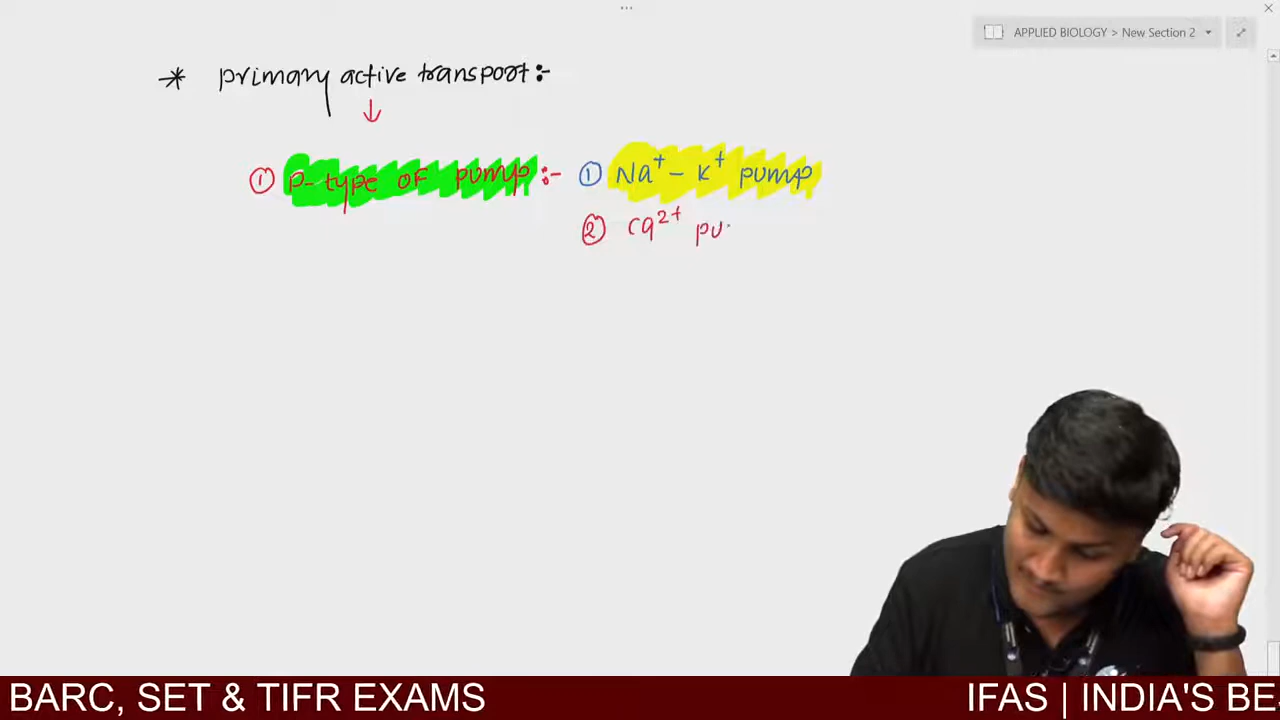 APPLIED BIOLOGY > New Section 2
* primary active transport :-
↓
① P-type of pump :- ① Na⁺ - K⁺ pump
② Ca²⁺ pu
BARC, SET & TIFR EXAMS IFAS | INDIA'S BE